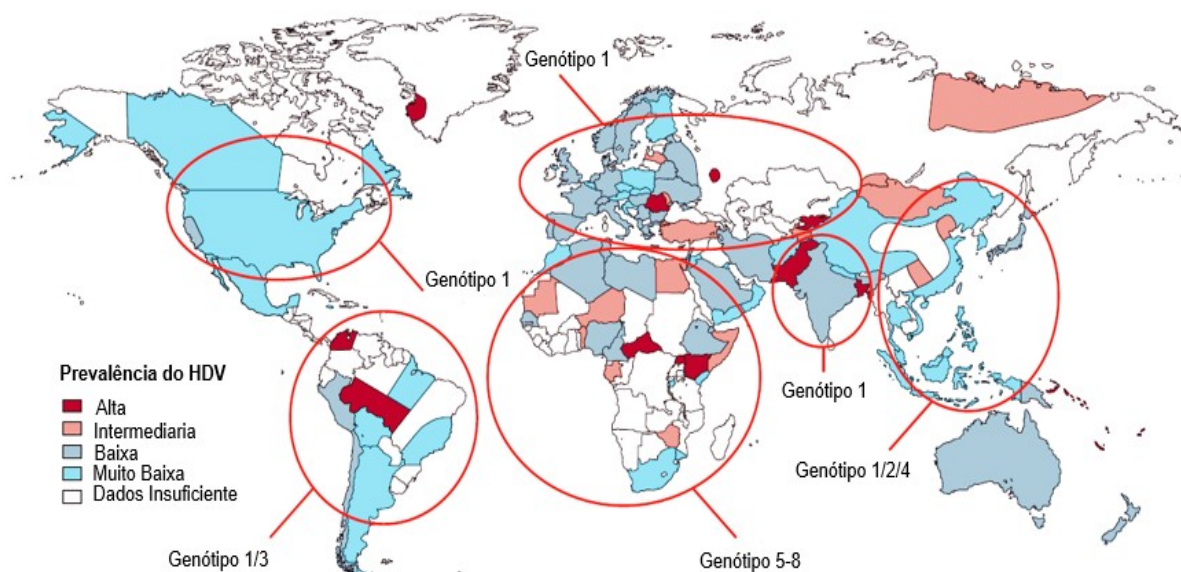 Genótipo 1
Genótipo 1
Prevalência do HDV
Alta
Intermediaria
Baixa
Muito Baixa
Dados Insuficiente
Genótipo 1
Genótipo 1/2/4
Genótipo 1/3
Genótipo 5-8